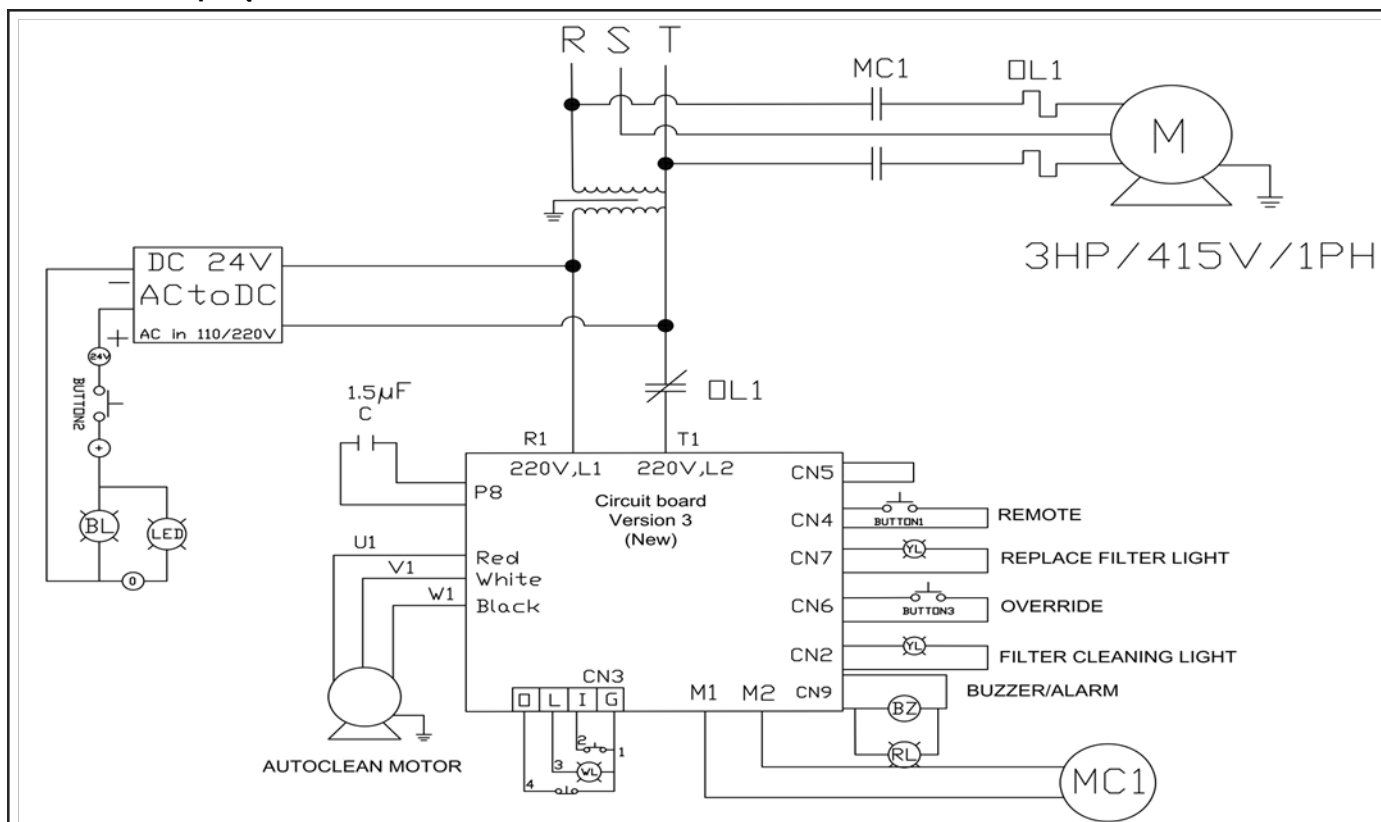 R S T
MC1
OL1
M
3HP/415V/1PH
DC 24V
−
ACtoDC
AC in 110/220V
+
24V
BUTTON2
+
BL
LED
0
OL1
1.5µF
C
R1
T1
220V,L1
220V,L2
P8
Circuit board
Version 3
(New)
CN5
CN4
BUTTON1
REMOTE
CN7
YL
REPLACE FILTER LIGHT
CN6
BUTTON3
OVERRIDE
CN2
YL
FILTER CLEANING LIGHT
CN9
BUZZER/ALARM
BZ
RL
U1
Red
V1
White
W1
Black
AUTOCLEAN MOTOR
CN3
O L I G
2
1
3
WL
4
M1
M2
MC1